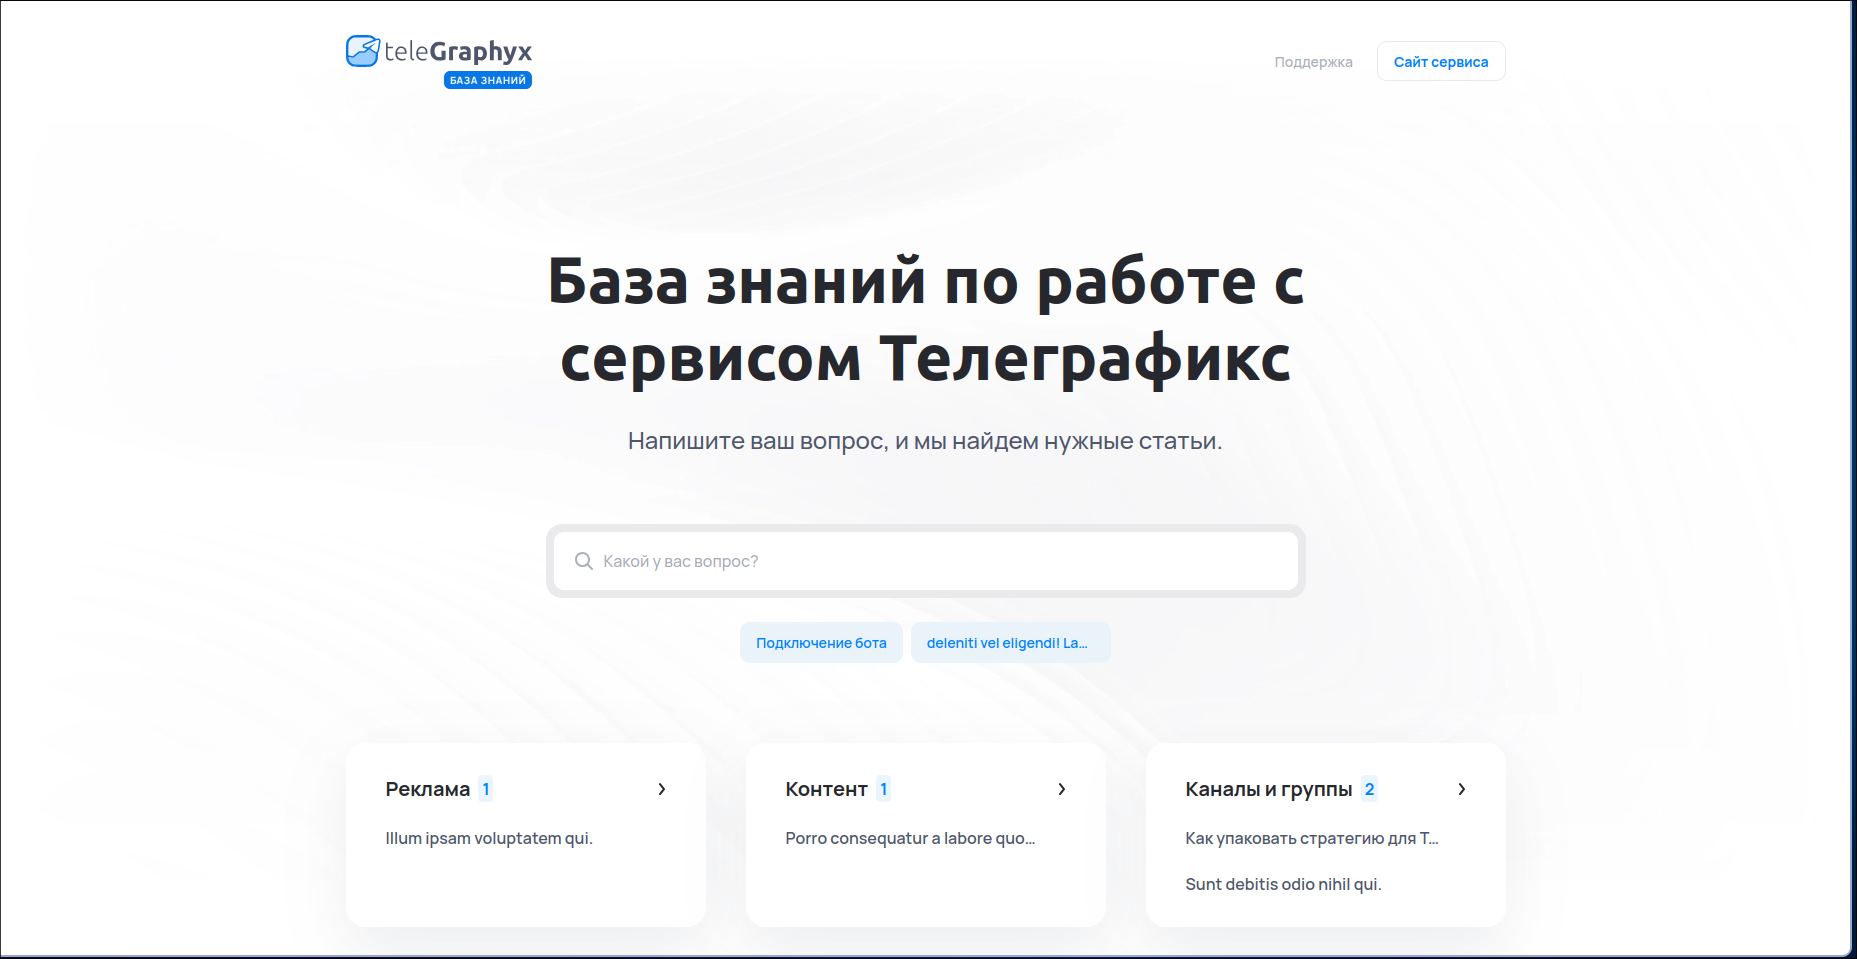 teleGraphyx
БАЗА ЗНАНИЙ
Поддержка
Сайт сервиса
База знаний по работе с
сервисом Телеграфикс
Напишите ваш вопрос, и мы найдем нужные статьи.
Какой у вас вопрос?
Подключение бота
deleniti vel eligendi! La...
Реклама 1
Illum ipsam voluptatem qui.
Контент 1
Porro consequatur a labore quo...
Каналы и группы 2
Как упаковать стратегию для Т...
Sunt debitis odio nihil qui.